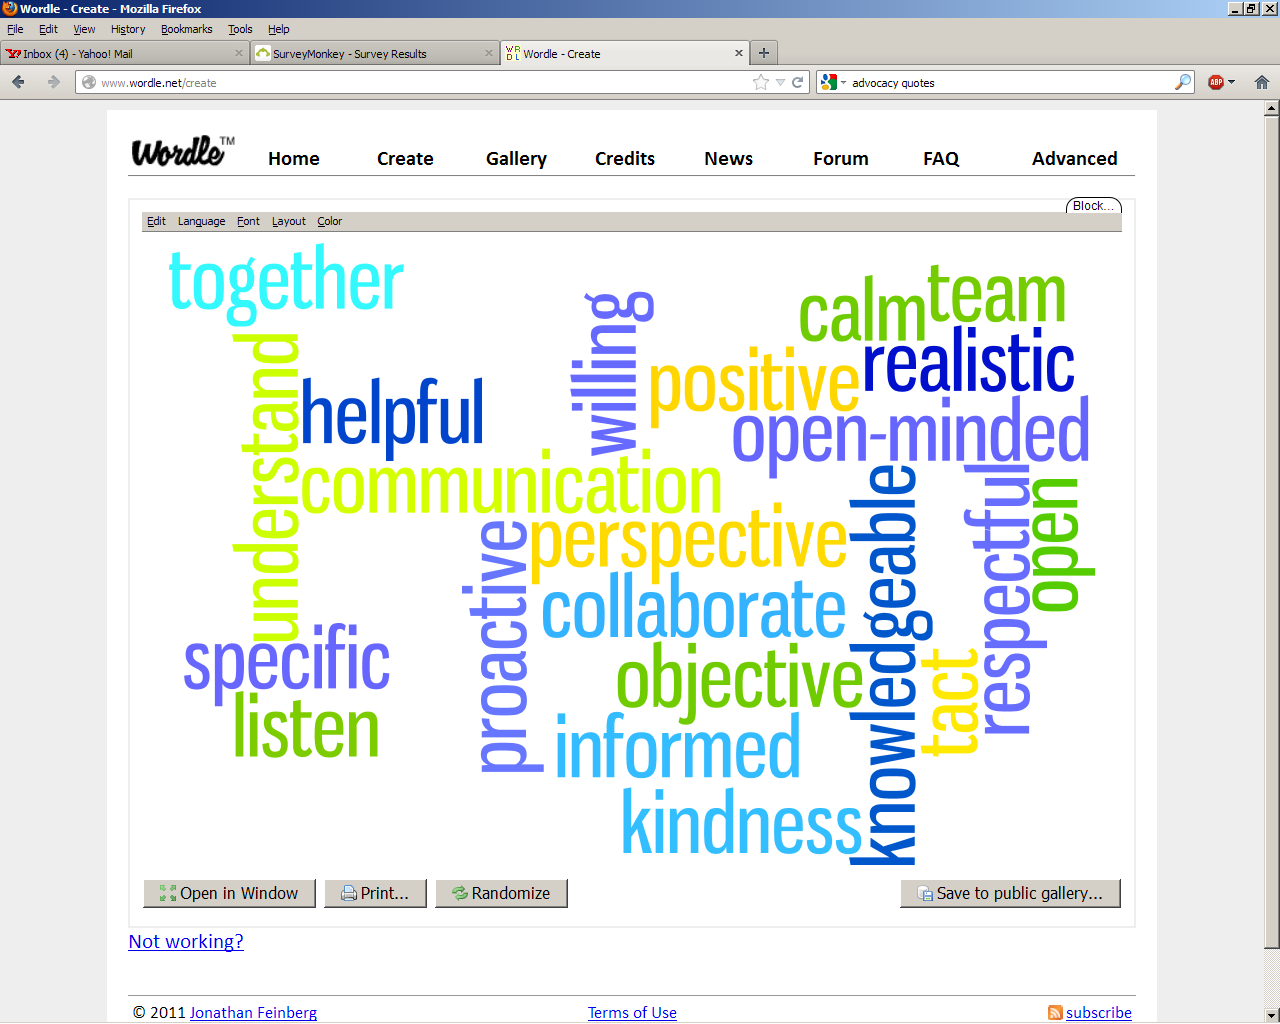 Wordle - Create - Mozilla Firefox
File Edit View History Bookmarks Tools Help
Inbox (4) - Yahoo! Mail
SurveyMonkey - Survey Results
Wordle - Create
www.wordle.net/create
advocacy quotes
ABP
Wordle™
Home Create Gallery Credits News Forum FAQ Advanced
Block...
Edit Language Font Layout Color
together
willing
calm
team
understand
helpful
positive
realistic
open-minded
communication
proactive
perspective
knowledgeable
respectful
open
collaborate
specific
objective
tact
listen
informed
kindness
Open in Window
Print...
Randomize
Save to public gallery...
Not working?
© 2011 Jonathan Feinberg
Terms of Use
subscribe